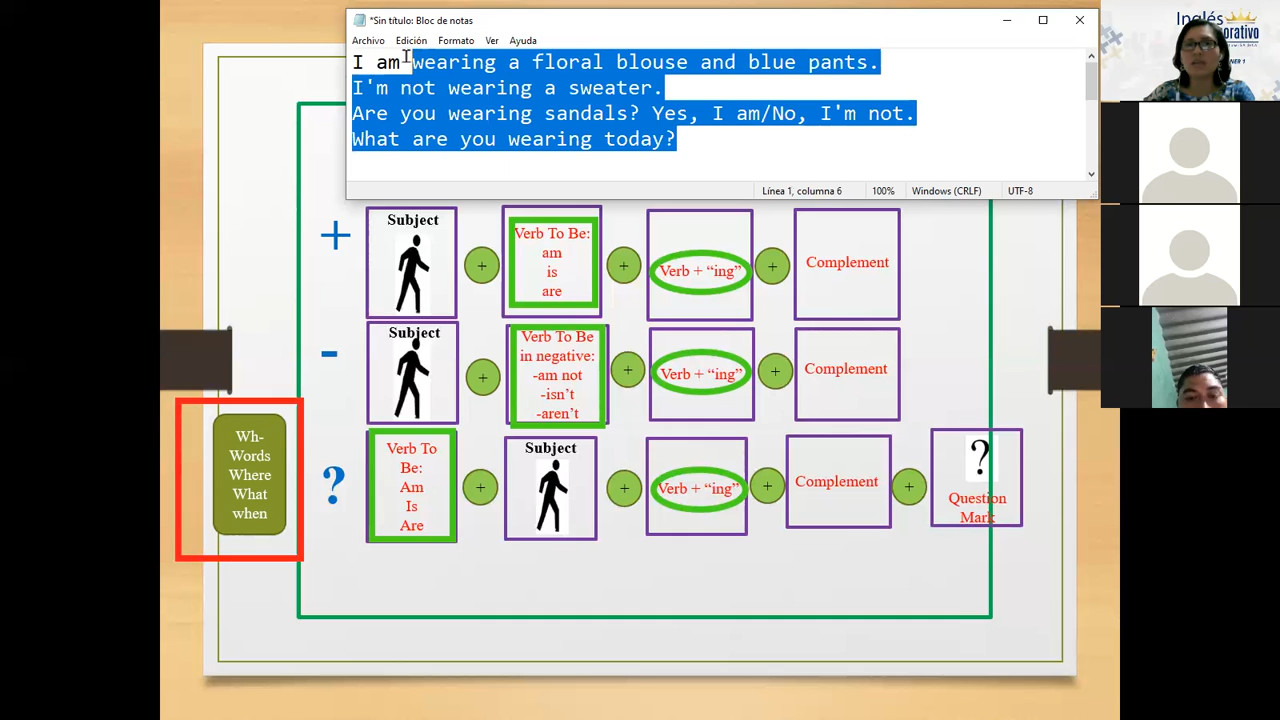 *Sin título: Bloc de notas
Archivo Edición Formato Ver Ayuda
I am wearing a floral blouse and blue pants.
I'm not wearing a sweater.
Are you wearing sandals? Yes, I am/No, I'm not.
What are you wearing today?
Línea 1, columna 6 100% Windows (CRLF) UTF-8
Inglés
NER 1
+
Subject
+
Verb To Be:
am
is
are
+
Verb + “ing”
+
Complement
-
Subject
+
Verb To Be
in negative:
-am not
-isn’t
-aren’t
+
Verb + “ing”
+
Complement
Wh-
Words
Where
What
when
?
Verb To
Be:
Am
Is
Are
+
Subject
+
Verb + “ing”
+
Complement
+
?
Question
Mark